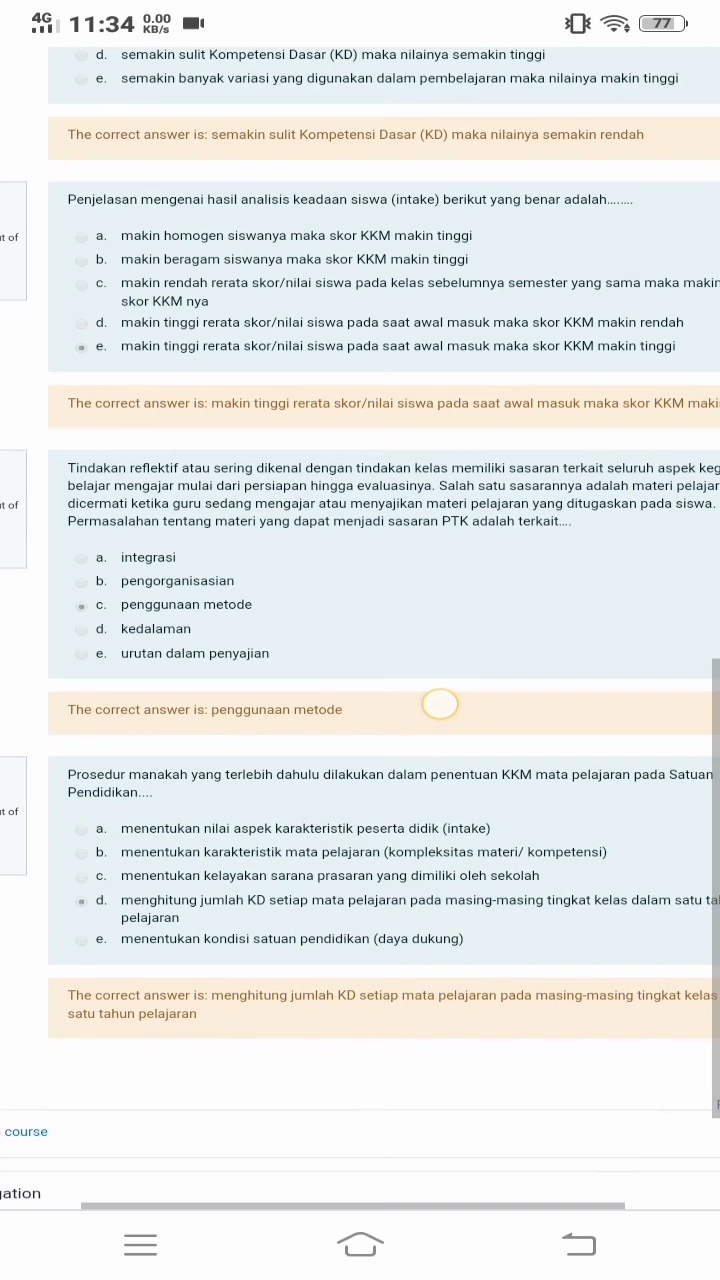 4G 11:34 0.00 KB/s 77
d. semakin sulit Kompetensi Dasar (KD) maka nilainya semakin tinggi
e. semakin banyak variasi yang digunakan dalam pembelajaran maka nilainya makin tinggi
The correct answer is: semakin sulit Kompetensi Dasar (KD) maka nilainya semakin rendah
Penjelasan mengenai hasil analisis keadaan siswa (intake) berikut yang benar adalah........
of
a. makin homogen siswanya maka skor KKM makin tinggi
b. makin beragam siswanya maka skor KKM makin tinggi
c. makin rendah rerata skor/nilai siswa pada kelas sebelumnya semester yang sama maka makin
skor KKM nya
d. makin tinggi rerata skor/nilai siswa pada saat awal masuk maka skor KKM makin rendah
e. makin tinggi rerata skor/nilai siswa pada saat awal masuk maka skor KKM makin tinggi
The correct answer is: makin tinggi rerata skor/nilai siswa pada saat awal masuk maka skor KKM maki
Tindakan reflektif atau sering dikenal dengan tindakan kelas memiliki sasaran terkait seluruh aspek keg
belajar mengajar mulai dari persiapan hingga evaluasinya. Salah satu sasarannya adalah materi pelajar
of
dicermati ketika guru sedang mengajar atau menyajikan materi pelajaran yang ditugaskan pada siswa.
Permasalahan tentang materi yang dapat menjadi sasaran PTK adalah terkait....
a. integrasi
b. pengorganisasian
c. penggunaan metode
d. kedalaman
e. urutan dalam penyajian
The correct answer is: penggunaan metode
Prosedur manakah yang terlebih dahulu dilakukan dalam penentuan KKM mata pelajaran pada Satuan
Pendidikan....
of
a. menentukan nilai aspek karakteristik peserta didik (intake)
b. menentukan karakteristik mata pelajaran (kompleksitas materi/ kompetensi)
c. menentukan kelayakan sarana prasaran yang dimiliki oleh sekolah
d. menghitung jumlah KD setiap mata pelajaran pada masing-masing tingkat kelas dalam satu ta
pelajaran
e. menentukan kondisi satuan pendidikan (daya dukung)
The correct answer is: menghitung jumlah KD setiap mata pelajaran pada masing-masing tingkat kelas
satu tahun pelajaran
course
gation